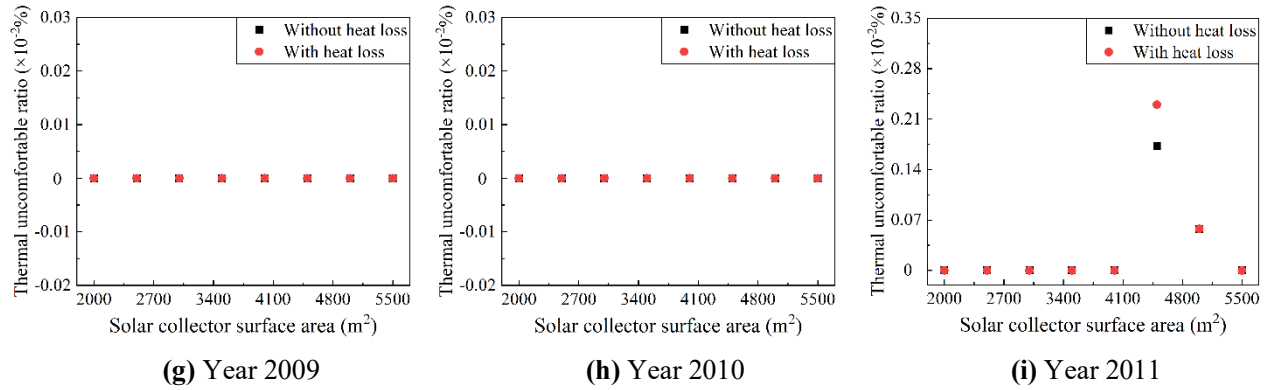 Thermal uncomfortable ratio (×10⁻²%)
0.03
0.01
0
-0.01
-0.02
Without heat loss
With heat loss
2000 2700 3400 4100 4800 5500
Solar collector surface area (m²)
(g) Year 2009
Thermal uncomfortable ratio (×10⁻²%)
0.03
0.01
0
-0.01
-0.02
Without heat loss
With heat loss
2000 2700 3400 4100 4800 5500
Solar collector surface area (m²)
(h) Year 2010
Thermal uncomfortable ratio (×10⁻²%)
0.35
0.28
0.21
0.14
0.07
0
Without heat loss
With heat loss
2000 2700 3400 4100 4800 5500
Solar collector surface area (m²)
(i) Year 2011